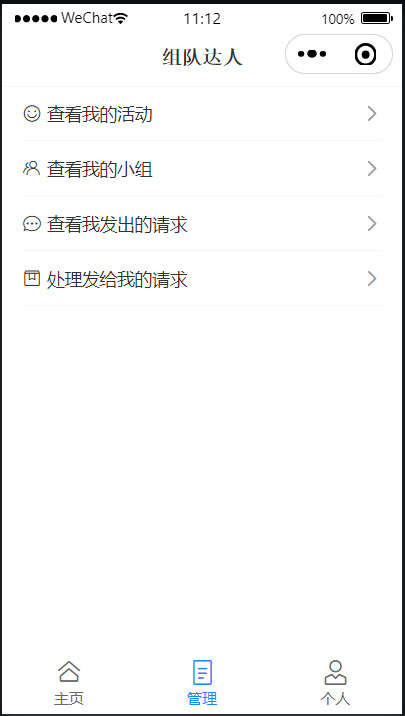 WeChat 11:12 100%
组队达人
查看我的活动
查看我的小组
查看我发出的请求
处理发给我的请求
主页 管理 个人